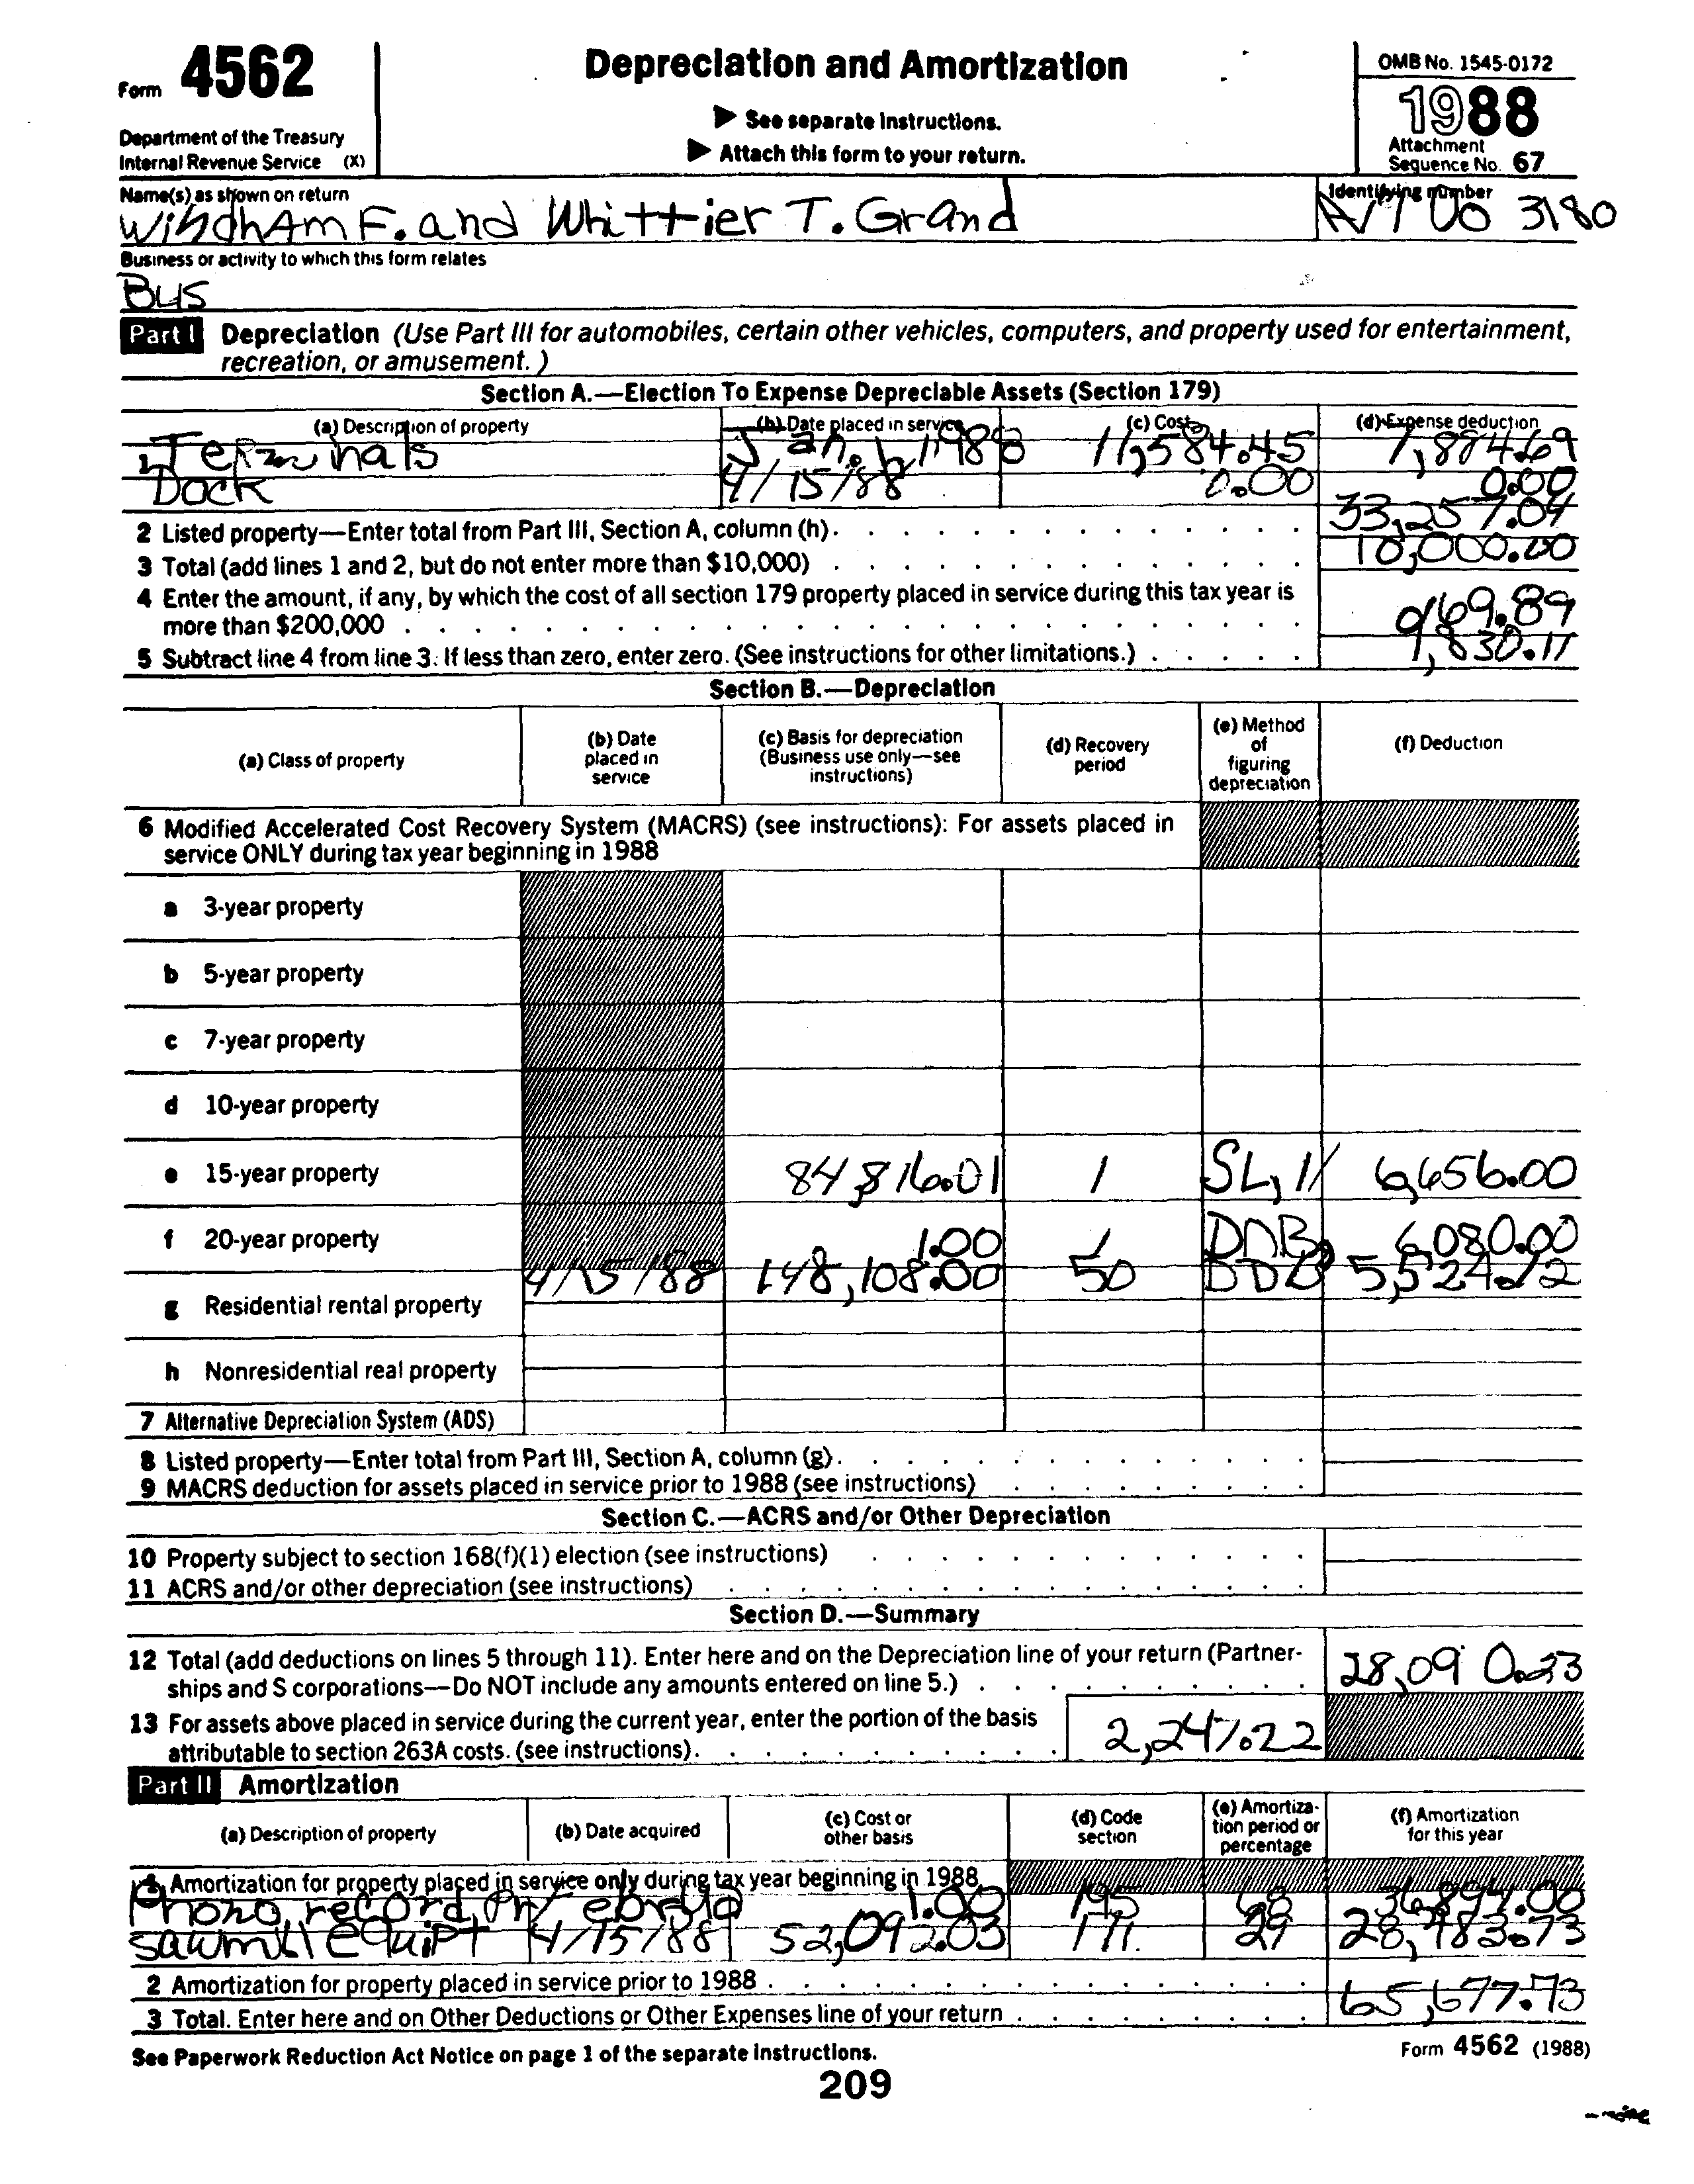 Form 4562
Department of the Treasury
Internal Revenue Service (X)
Depreciation and Amortization
▶ See separate Instructions.
▶ Attach this form to your return.
OMB No. 1545-0172
1988
Attachment
Sequence No. 67
Name(s) as shown on return
Identifying number
Windham F. and Whittier T. Grand
3180
Business or activity to which this form relates
Bus
Part I Depreciation (Use Part III for automobiles, certain other vehicles, computers, and property used for entertainment,
recreation, or amusement.)
Section A.—Election To Expense Depreciable Assets (Section 179)
(a) Description of property (b) Date placed in service (c) Cost (d) Expense deduction
1 Terminals Jan. 1, 1988 11,584.45
Dock 4/15/88 0.00 0.00
2 Listed property—Enter total from Part III, Section A, column (h). 33,257.04
3 Total (add lines 1 and 2, but do not enter more than $10,000) 10,000.00
4 Enter the amount, if any, by which the cost of all section 179 property placed in service during this tax year is
more than $200,000 969.89
5 Subtract line 4 from line 3. If less than zero, enter zero. (See instructions for other limitations.) 9,830.11
Section B.—Depreciation
(a) Class of property (b) Date placed in service (c) Basis for depreciation (Business use only—see instructions) (d) Recovery period (e) Method of figuring depreciation (f) Deduction
6 Modified Accelerated Cost Recovery System (MACRS) (see instructions): For assets placed in
service ONLY during tax year beginning in 1988
a 3-year property
b 5-year property
c 7-year property
d 10-year property
e 15-year property 84,816.01 1 SL, 6,656.00
f 20-year property 1.00 1 DDB, 6,080.00
4/15/88 148,108.00 50 DDB 5,524.12
g Residential rental property
h Nonresidential real property
7 Alternative Depreciation System (ADS)
8 Listed property—Enter total from Part III, Section A, column (g).
9 MACRS deduction for assets placed in service prior to 1988 (see instructions)
Section C.—ACRS and/or Other Depreciation
10 Property subject to section 168(f)(1) election (see instructions)
11 ACRS and/or other depreciation (see instructions)
Section D.—Summary
12 Total (add deductions on lines 5 through 11). Enter here and on the Depreciation line of your return (Partner-
ships and S corporations—Do NOT include any amounts entered on line 5.) 28,090.23
13 For assets above placed in service during the current year, enter the portion of the basis
attributable to section 263A costs. (see instructions). 2,247.22
Part II Amortization
(a) Description of property (b) Date acquired (c) Cost or other basis (d) Code section (e) Amortization period or percentage (f) Amortization for this year
1 Amortization for property placed in service only during tax year beginning in 1988
Phono record, 1.00 195 68 36,894.00
sawmill equipt 4/15/88 52,092.03 171. 29 28,783.73
2 Amortization for property placed in service prior to 1988
3 Total. Enter here and on Other Deductions or Other Expenses line of your return 65,677.73
See Paperwork Reduction Act Notice on page 1 of the separate Instructions.
Form 4562 (1988)
209